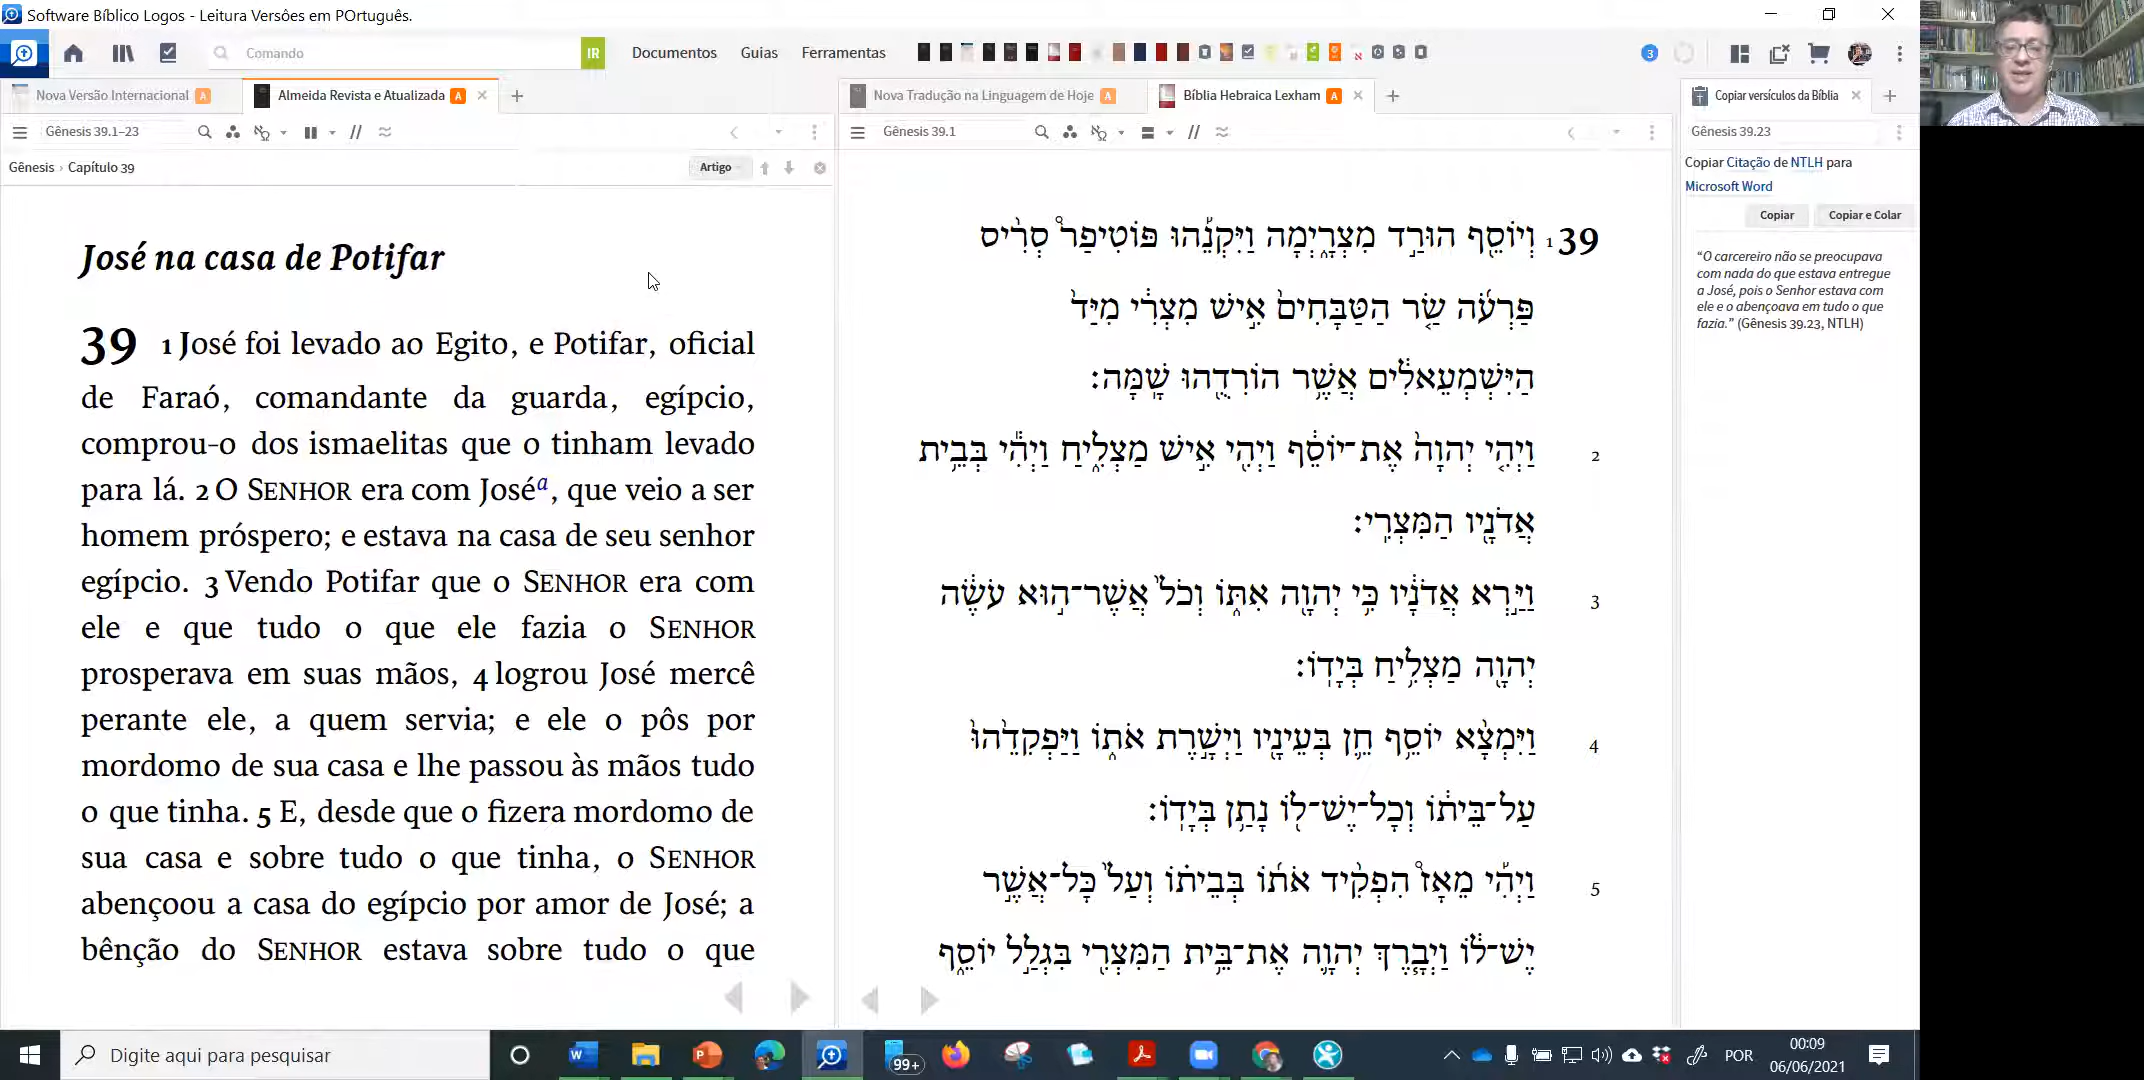 Software Bíblico Logos - Leitura Versôes em POrtuguês.
Comando
IR
Documentos
Guias
Ferramentas
3
Nova Versão Internacional A
Almeida Revista e Atualizada A
Gênesis 39.1–23
Gênesis › Capítulo 39
Artigo
José na casa de Potifar
39 1 José foi levado ao Egito, e Potifar, oficial
de Faraó, comandante da guarda, egípcio,
comprou-o dos ismaelitas que o tinham levado
para lá. 2 O SENHOR era com Joséa, que veio a ser
homem próspero; e estava na casa de seu senhor
egípcio. 3 Vendo Potifar que o SENHOR era com
ele e que tudo o que ele fazia o SENHOR
prosperava em suas mãos, 4 logrou José mercê
perante ele, a quem servia; e ele o pôs por
mordomo de sua casa e lhe passou às mãos tudo
o que tinha. 5 E, desde que o fizera mordomo de
sua casa e sobre tudo o que tinha, o SENHOR
abençoou a casa do egípcio por amor de José; a
bênção do SENHOR estava sobre tudo o que
Nova Tradução na Linguagem de Hoje A
Bíblia Hebraica Lexham A
Gênesis 39.1
39 1 וְיוֹסֵ֖ף הוּרַ֣ד מִצְרָ֑יְמָה וַיִּקְנֵ֡הוּ פּוֹטִיפַר֩ סְרִ֨יס
פַּרְעֹ֜ה שַׂ֤ר הַטַּבָּחִים֙ אִ֣ישׁ מִצְרִ֔י מִיַּד֙
הַיִּשְׁמְעֵאלִ֔ים אֲשֶׁ֥ר הוֹרִדֻ֖הוּ שָֽׁמָּה׃
2 וַיְהִ֤י יְהוָה֙ אֶת־יוֹסֵ֔ף וַיְהִ֖י אִ֣ישׁ מַצְלִ֑יחַ וַיְהִ֕י בְּבֵ֥ית
אֲדֹנָ֖יו הַמִּצְרִֽי׃
3 וַיַּ֣רְא אֲדֹנָ֔יו כִּ֥י יְהוָ֖ה אִתּ֑וֹ וְכֹל֙ אֲשֶׁר־ה֣וּא עֹשֶׂ֔ה
יְהוָ֖ה מַצְלִ֥יחַ בְּיָדֽוֹ׃
4 וַיִּמְצָ֨א יוֹסֵ֥ף חֵ֛ן בְּעֵינָ֖יו וַיְשָׁ֣רֶת אֹת֑וֹ וַיַּפְקִדֵ֙הוּ֙
עַל־בֵּית֔וֹ וְכָל־יֶשׁ־ל֖וֹ נָתַ֥ן בְּיָדֽוֹ׃
5 וַיְהִ֡י מֵאָז֩ הִפְקִ֨יד אֹת֜וֹ בְּבֵית֗וֹ וְעַל֙ כָּל־אֲשֶׁ֣ר
יֶשׁ־ל֔וֹ וַיְבָ֧רֶךְ יְהוָ֛ה אֶת־בֵּ֥ית הַמִּצְרִ֖י בִּגְלַ֣ל יוֹסֵ֑ף
Copiar versículos da Bíblia
Gênesis 39.23
Copiar Citação de NTLH para
Microsoft Word
Copiar
Copiar e Colar
“O carcereiro não se preocupava
com nada do que estava entregue
a José, pois o Senhor estava com
ele e o abençoava em tudo o que
fazia.” (Gênesis 39.23, NTLH)
Digite aqui para pesquisar
99+
POR
00:09
06/06/2021